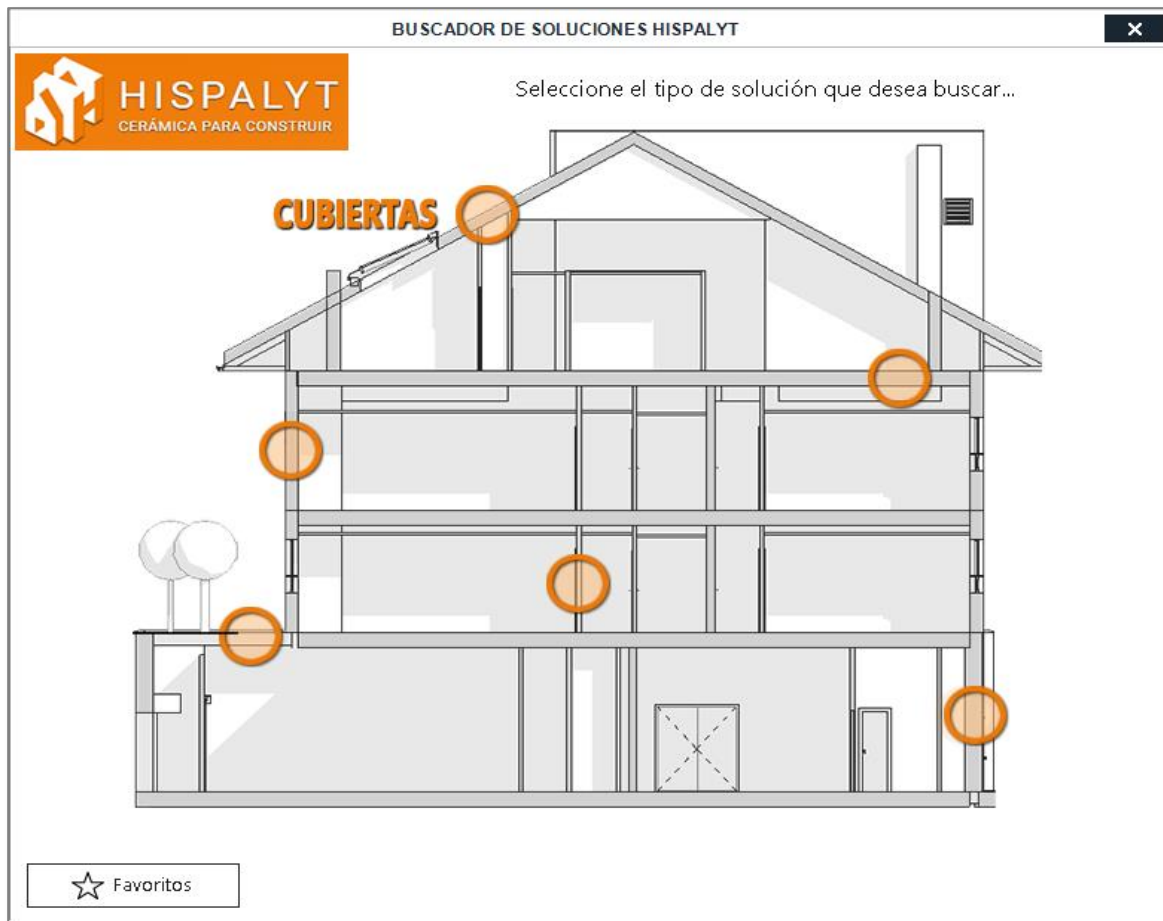 BUSCADOR DE SOLUCIONES HISPALYT
HISPALYT
CERÁMICA PARA CONSTRUIR
Seleccione el tipo de solución que desea buscar...
CUBIERTAS
Favoritos